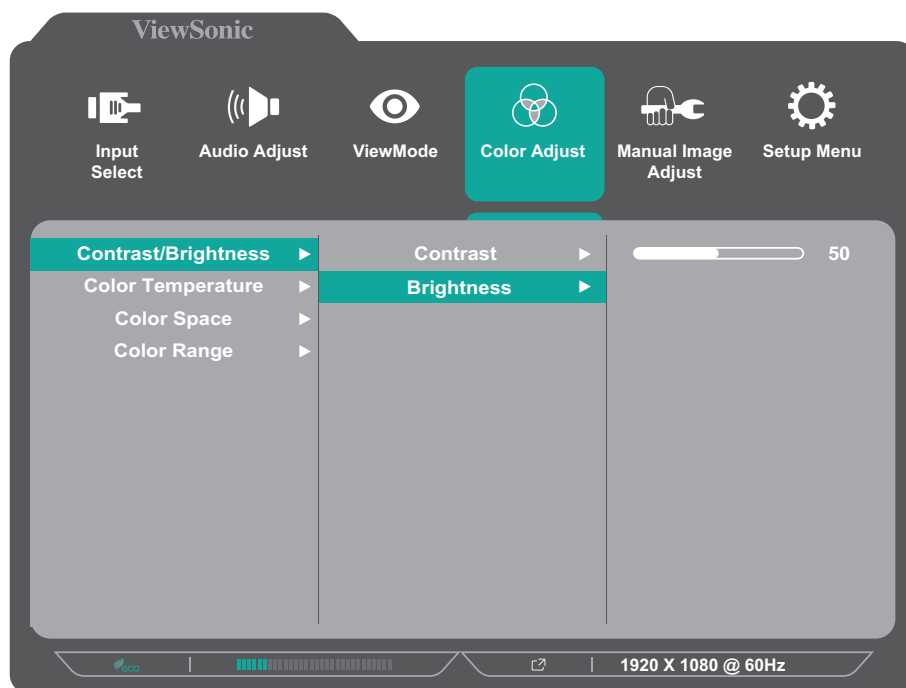 ViewSonic
Input Select
Audio Adjust
ViewMode
Color Adjust
Manual Image Adjust
Setup Menu
Contrast/Brightness
Contrast
50
Color Temperature
Brightness
Color Space
Color Range
eco
1920 X 1080 @ 60Hz